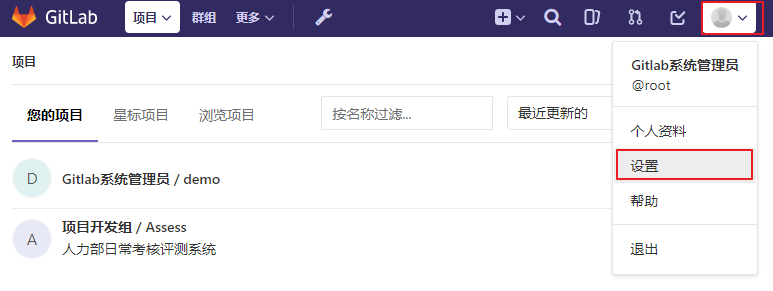 GitLab 项目 群组 更多
项目
Gitlab系统管理员
@root
您的项目 星标项目 浏览项目 按名称过滤... 最近更新的
个人资料
设置
帮助
退出
D Gitlab系统管理员 / demo
A 项目开发组 / Assess
人力部日常考核评测系统